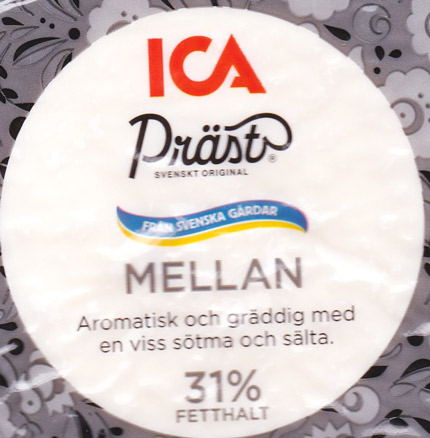 ICA
Präst®
SVENSKT ORIGINAL
FRÅN SVENSKA GÅRDAR
MELLAN
Aromatisk och gräddig med
en viss sötma och sälta.
31%
FETTHALT